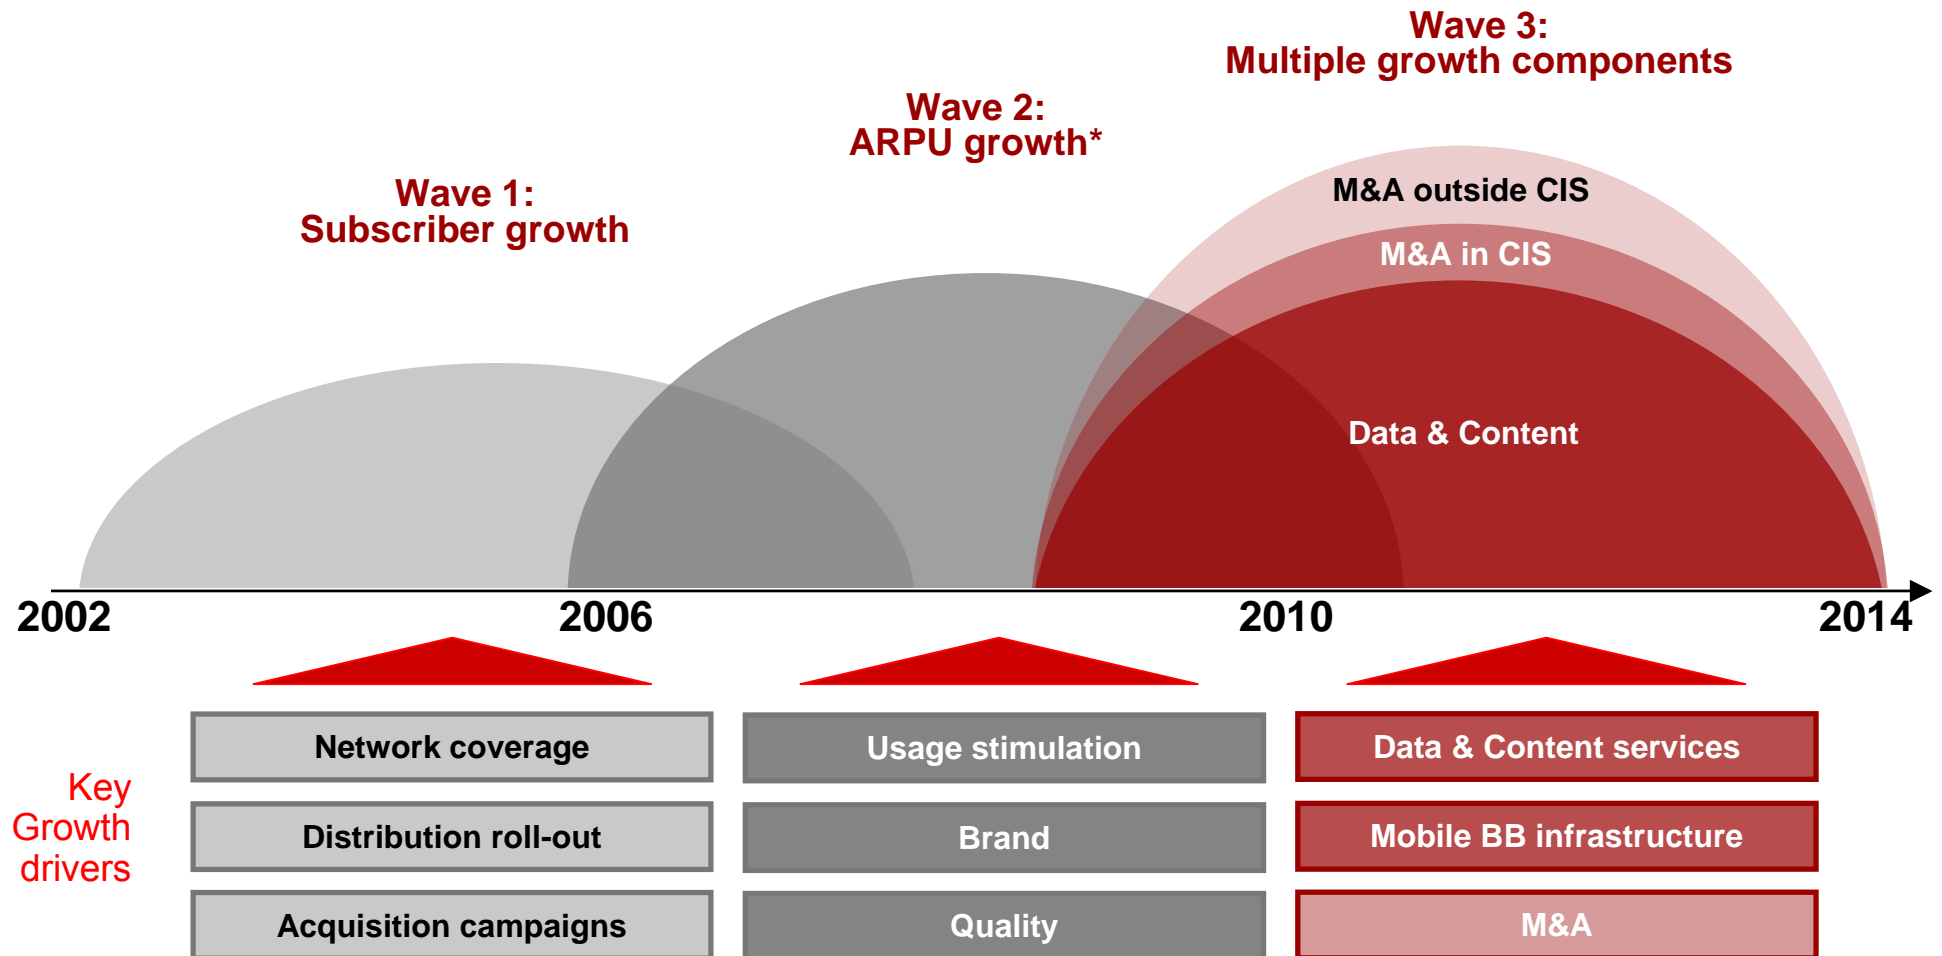 Wave 3:
Multiple growth components
Wave 2:
ARPU growth*
Wave 1:
Subscriber growth
M&A outside CIS
M&A in CIS
Data & Content
2002
2006
2010
2014
Key
Growth
drivers
Network coverage
Distribution roll-out
Acquisition campaigns
Usage stimulation
Brand
Quality
Data & Content services
Mobile BB infrastructure
M&A